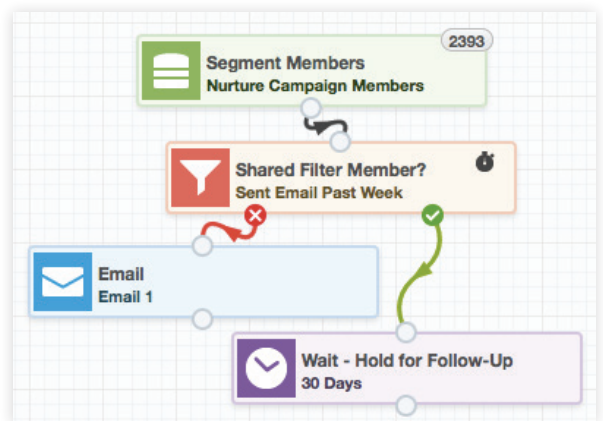 2393
Segment Members
Nurture Campaign Members
Shared Filter Member?
Sent Email Past Week
Email
Email 1
Wait - Hold for Follow-Up
30 Days